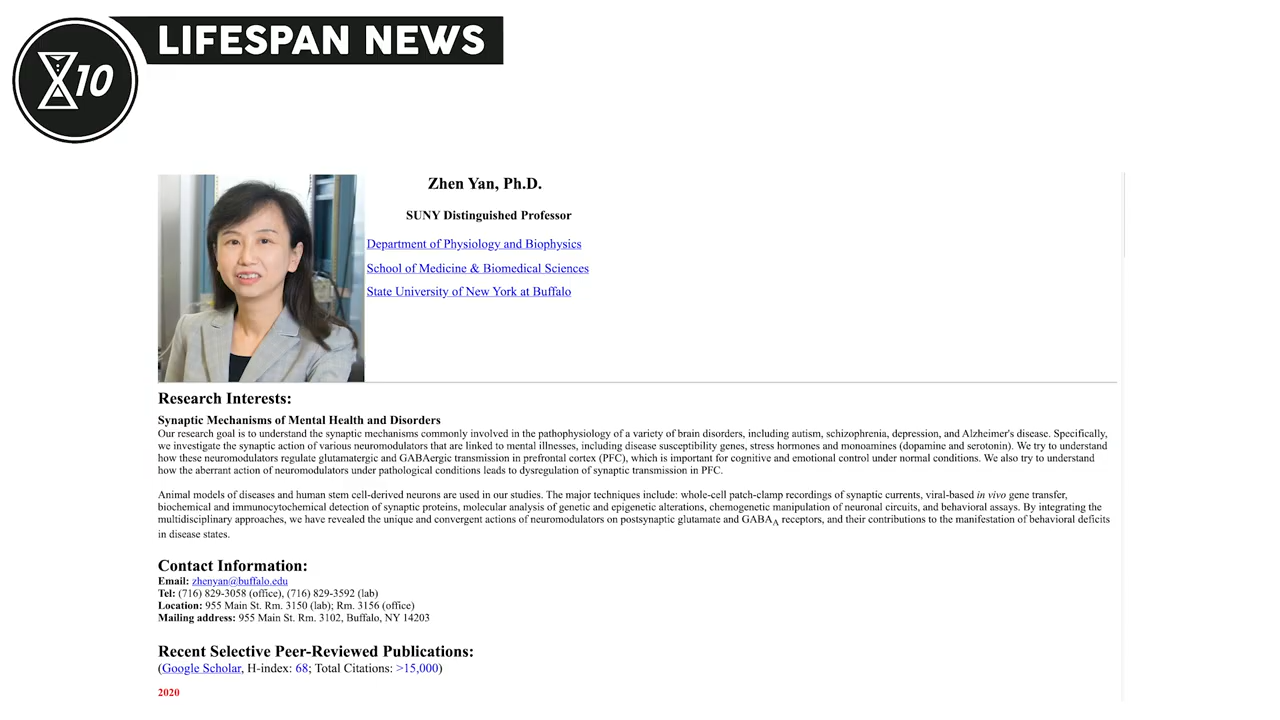 LIFESPAN NEWS
X10
Zhen Yan, Ph.D.
SUNY Distinguished Professor
Department of Physiology and Biophysics
School of Medicine & Biomedical Sciences
State University of New York at Buffalo
Research Interests:
Synaptic Mechanisms of Mental Health and Disorders
Our research goal is to understand the synaptic mechanisms commonly involved in the pathophysiology of a variety of brain disorders, including autism, schizophrenia, depression, and Alzheimer's disease. Specifically,
we investigate the synaptic action of various neuromodulators that are linked to mental illnesses, including disease susceptibility genes, stress hormones and monoamines (dopamine and serotonin). We try to understand
how these neuromodulators regulate glutamatergic and GABAergic transmission in prefrontal cortex (PFC), which is important for cognitive and emotional control under normal conditions. We also try to understand
how the aberrant action of neuromodulators under pathological conditions leads to dysregulation of synaptic transmission in PFC.
Animal models of diseases and human stem cell-derived neurons are used in our studies. The major techniques include: whole-cell patch-clamp recordings of synaptic currents, viral-based in vivo gene transfer,
biochemical and immunocytochemical detection of synaptic proteins, molecular analysis of genetic and epigenetic alterations, chemogenetic manipulation of neuronal circuits, and behavioral assays. By integrating the
multidisciplinary approaches, we have revealed the unique and convergent actions of neuromodulators on postsynaptic glutamate and GABAA receptors, and their contributions to the manifestation of behavioral deficits
in disease states.
Contact Information:
Email: zhenyan@buffalo.edu
Tel: (716) 829-3058 (office), (716) 829-3592 (lab)
Location: 955 Main St. Rm. 3150 (lab); Rm. 3156 (office)
Mailing address: 955 Main St. Rm. 3102, Buffalo, NY 14203
Recent Selective Peer-Reviewed Publications:
(Google Scholar, H-index: 68; Total Citations: >15,000)
2020